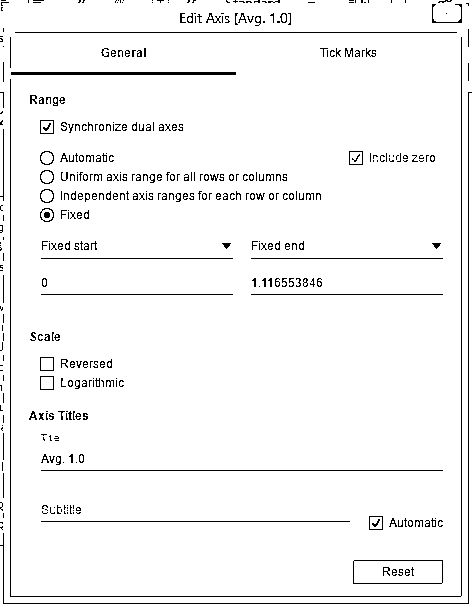 Edit Axis [Avg. 1.0]
General Tick Marks
Range
Synchronize dual axes
Automatic Include zero
Uniform axis range for all rows or columns
Independent axis ranges for each row or column
Fixed
Fixed start Fixed end
0 1.116553846
Scale
Reversed
Logarithmic
Axis Titles
Avg. 1.0
Subtitle
Automatic
Reset